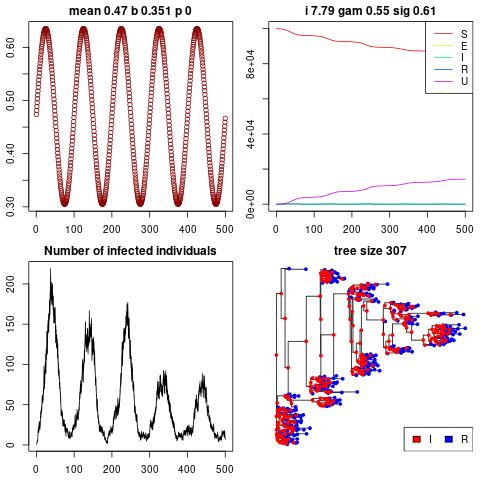 mean 0.47 b 0.351 p 0
0.30 0.40 0.50 0.60
0 100 200 300 400 500
i 7.79 gam 0.55 sig 0.61
0e+00 4e+04 8e+04
0 100 200 300 400 500
S
E
I
R
U
Number of infected individuals
0 50 100 150 200
0 100 200 300 400 500
tree size 307
I R